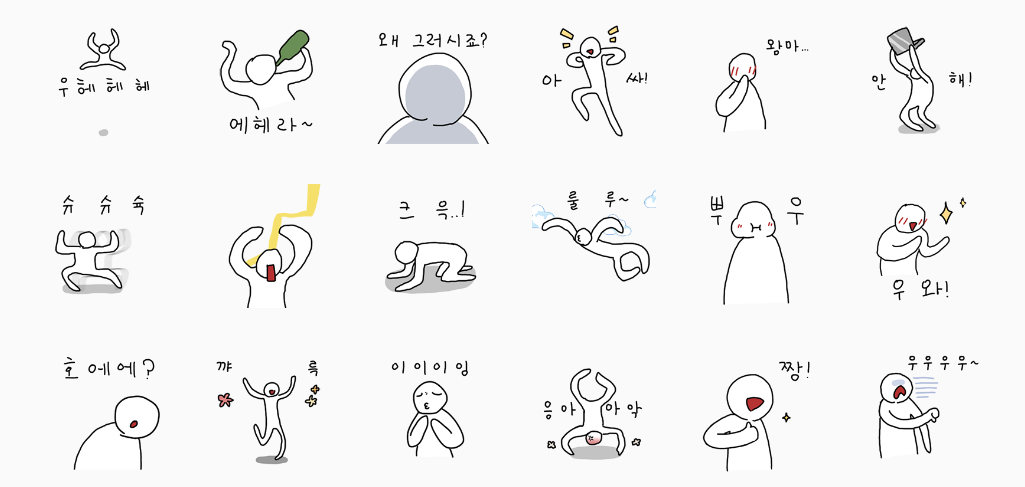 우 헤 헤 헤
에 헤 라 ~
왜 그러시죠?
아 싸!
왐마...
안 해!
슈 슈 슉
크 윽..!
룰 루~
뿌 우
우 와!
호 에 에 ?
꺄 륵
이 이 이 잉
응 아 아 악
짱!
우 우 우 우 ~